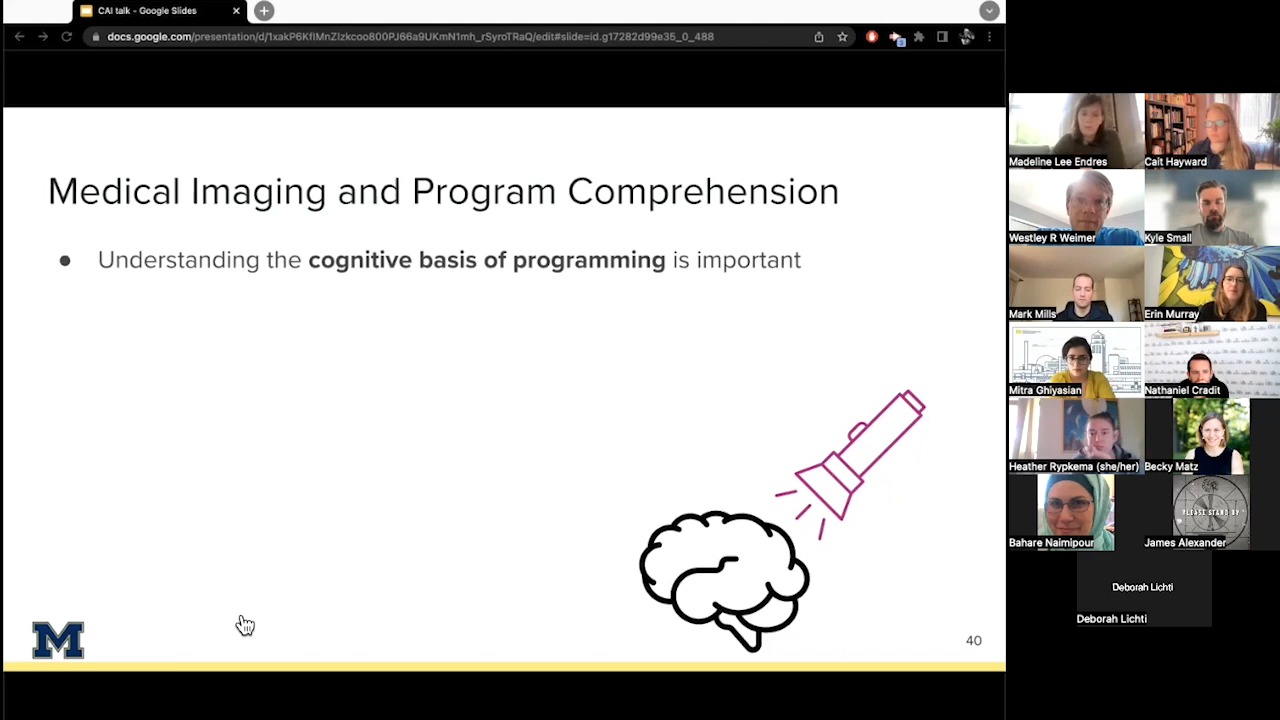 CAI talk - Google Slides
docs.google.com/presentation/d/1xakP6KfIMnZIzkcoo800PJ66a9UKmN1mh_rSyroTRaQ/edit#slide=id.g17282d99e35_0_488
3
Medical Imaging and Program Comprehension
● Understanding the cognitive basis of programming is important
M
40
Madeline Lee Endres
Cait Hayward
Westley R Weimer
Kyle Small
Mark Mills
Erin Murray
Mitra Ghiyasian
Nathaniel Cradit
Heather Rypkema (she/her)
Becky Matz
Bahare Naimipour
PLEASE STAND BY
James Alexander
Deborah Lichti
Deborah Lichti